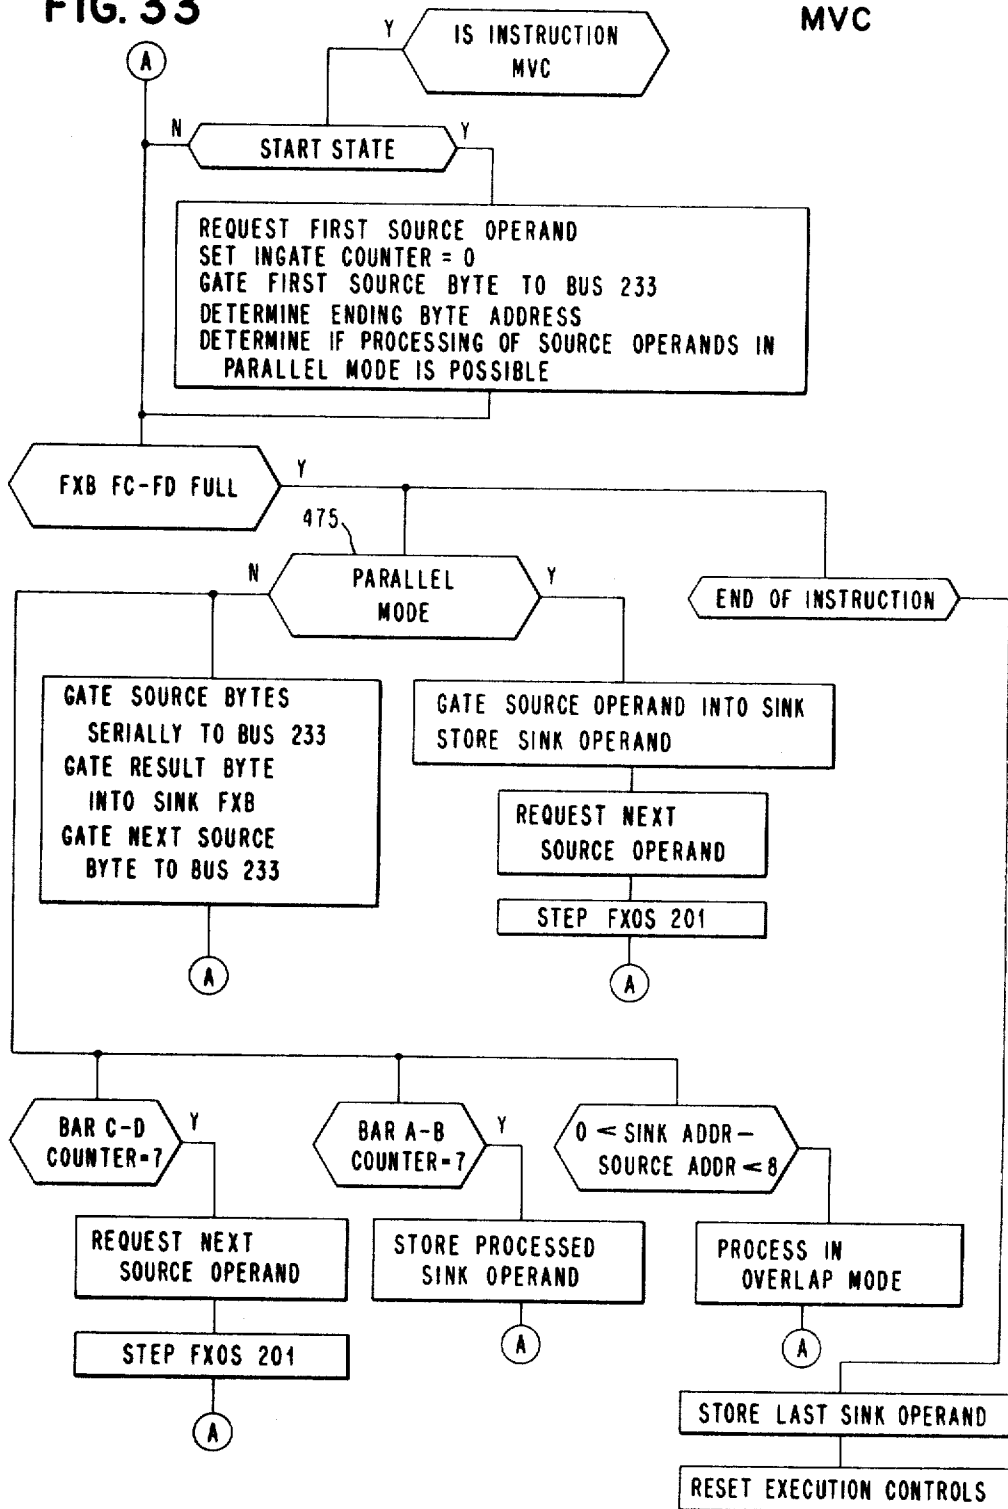 FIG. 33
MVC
Y
IS INSTRUCTION
MVC
A
N
START STATE
Y
REQUEST FIRST SOURCE OPERAND
SET INGATE COUNTER = 0
GATE FIRST SOURCE BYTE TO BUS 233
DETERMINE ENDING BYTE ADDRESS
DETERMINE IF PROCESSING OF SOURCE OPERANDS IN
PARALLEL MODE IS POSSIBLE
FXB FC-FD FULL
Y
475
N
PARALLEL
MODE
Y
END OF INSTRUCTION
GATE SOURCE BYTES
SERIALLY TO BUS 233
GATE RESULT BYTE
INTO SINK FXB
GATE NEXT SOURCE
BYTE TO BUS 233
A
GATE SOURCE OPERAND INTO SINK
STORE SINK OPERAND
REQUEST NEXT
SOURCE OPERAND
STEP FXOS 201
A
BAR C-D
COUNTER=7
Y
BAR A-B
COUNTER=7
Y
0 < SINK ADDR-
SOURCE ADDR < 8
REQUEST NEXT
SOURCE OPERAND
STEP FXOS 201
A
STORE PROCESSED
SINK OPERAND
A
PROCESS IN
OVERLAP MODE
A
STORE LAST SINK OPERAND
RESET EXECUTION CONTROLS